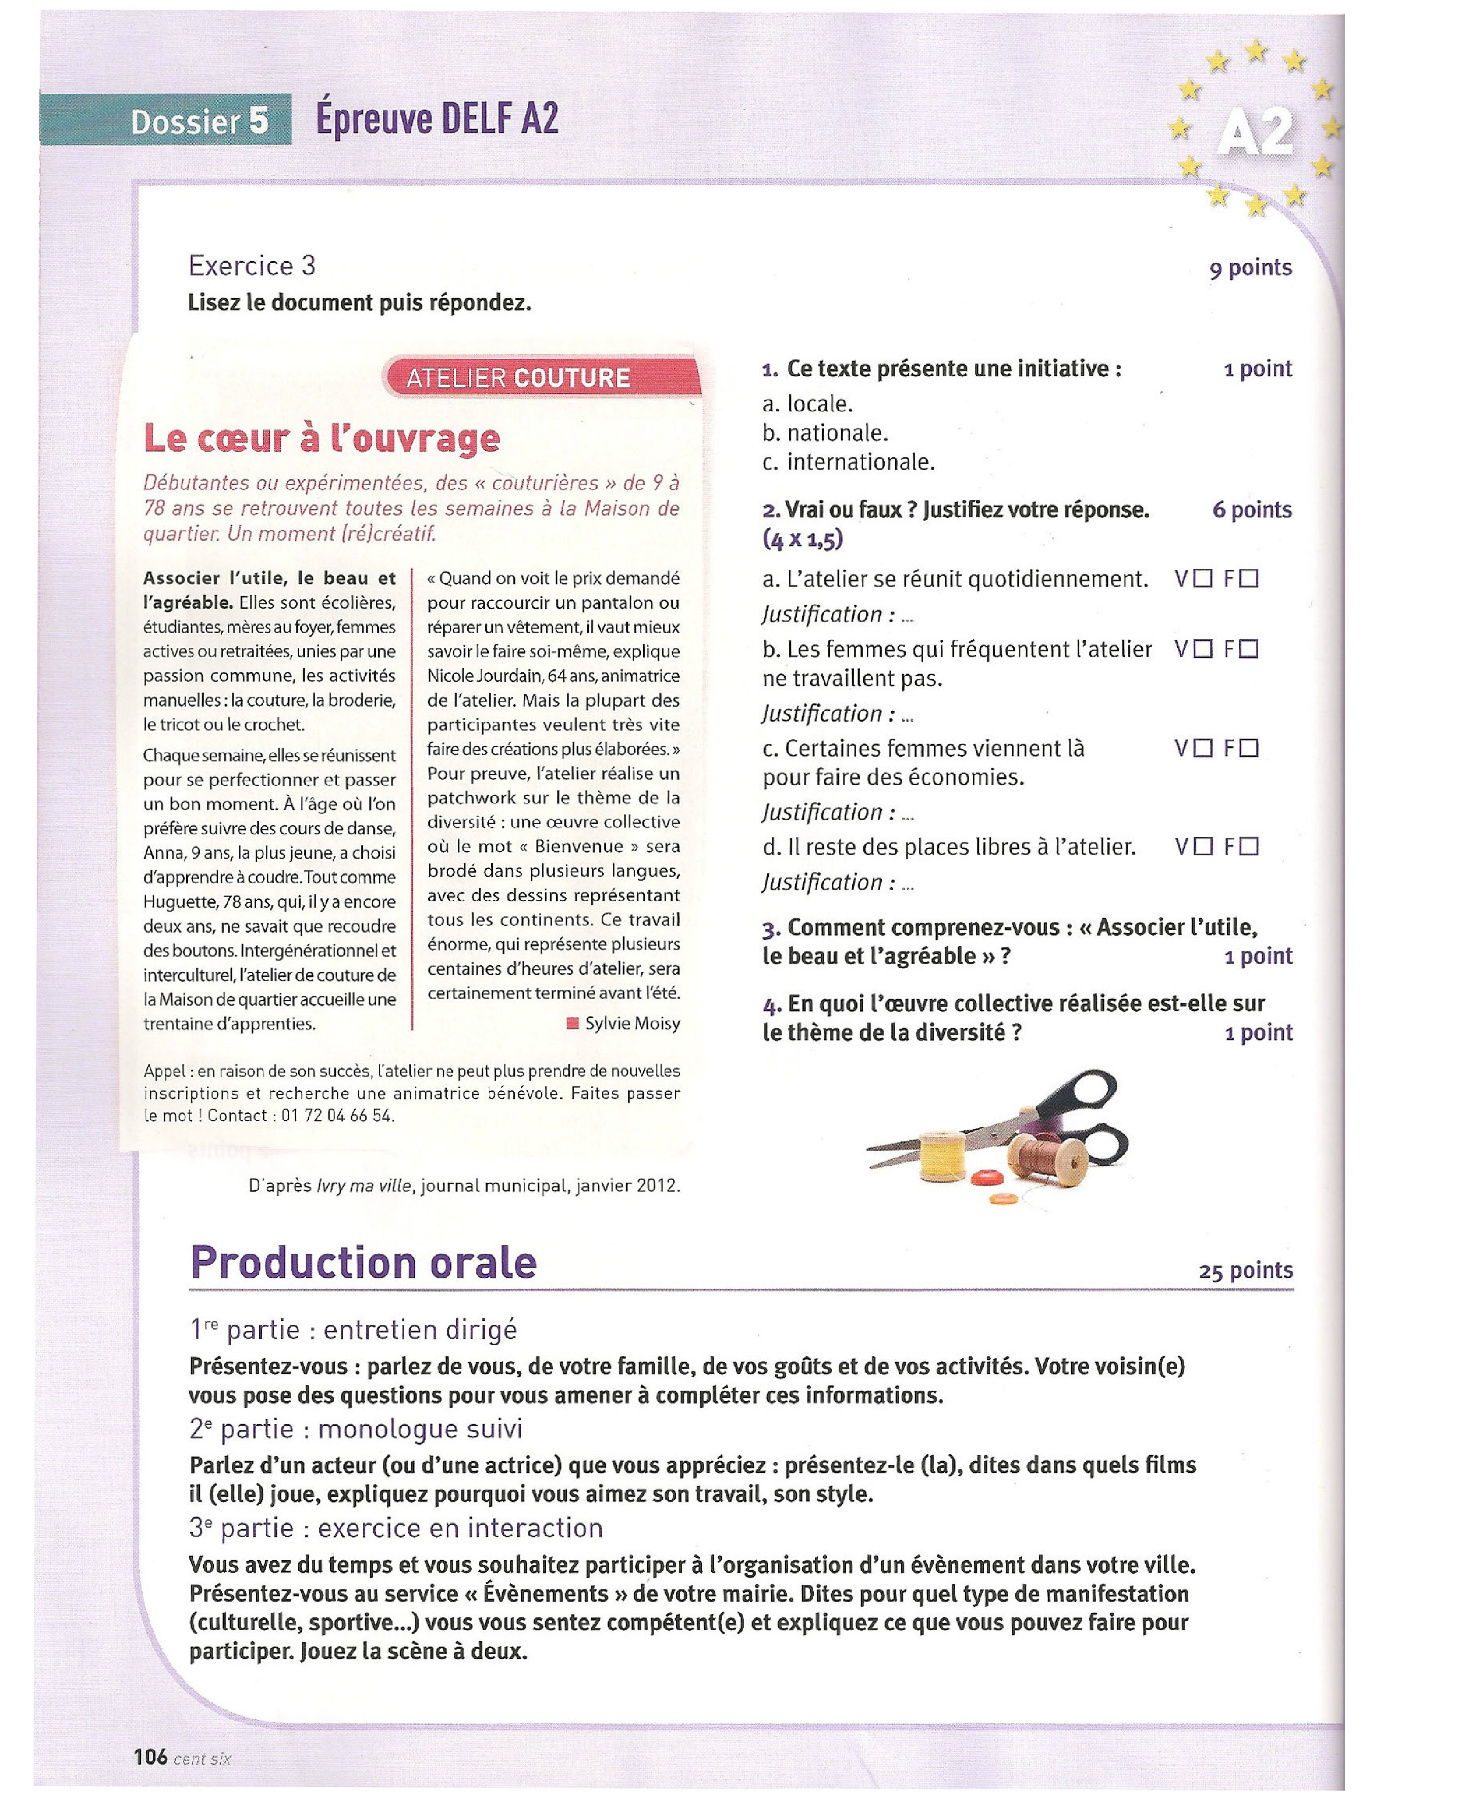 Dossier 5 Épreuve DELF A2
A2
Exercice 3 9 points
Lisez le document puis répondez.
ATELIER COUTURE
Le cœur à l'ouvrage
Débutantes ou expérimentées, des « couturières » de 9 à
78 ans se retrouvent toutes les semaines à la Maison de
quartier. Un moment (ré)créatif.
Associer l'utile, le beau et
l'agréable. Elles sont écolières,
étudiantes, mères au foyer, femmes
actives ou retraitées, unies par une
passion commune, les activités
manuelles : la couture, la broderie,
le tricot ou le crochet.
Chaque semaine, elles se réunissent
pour se perfectionner et passer
un bon moment. À l'âge où l'on
préfère suivre des cours de danse,
Anna, 9 ans, la plus jeune, a choisi
d'apprendre à coudre. Tout comme
Huguette, 78 ans, qui, il y a encore
deux ans, ne savait que recoudre
des boutons. Intergénérationnel et
interculturel, l'atelier de couture de
la Maison de quartier accueille une
trentaine d'apprenties.
« Quand on voit le prix demandé
pour raccourcir un pantalon ou
réparer un vêtement, il vaut mieux
savoir le faire soi-même, explique
Nicole Jourdain, 64 ans, animatrice
de l'atelier. Mais la plupart des
participantes veulent très vite
faire des créations plus élaborées. »
Pour preuve, l'atelier réalise un
patchwork sur le thème de la
diversité : une œuvre collective
où le mot « Bienvenue » sera
brodé dans plusieurs langues,
avec des dessins représentant
tous les continents. Ce travail
énorme, qui représente plusieurs
centaines d'heures d'atelier, sera
certainement terminé avant l'été.
Sylvie Moisy
Appel : en raison de son succès, l'atelier ne peut plus prendre de nouvelles
inscriptions et recherche une animatrice bénévole. Faites passer
le mot ! Contact : 01 72 04 66 54.
D'après Ivry ma ville, journal municipal, janvier 2012.
1. Ce texte présente une initiative : 1 point
a. locale.
b. nationale.
c. internationale.
2. Vrai ou faux ? Justifiez votre réponse. 6 points
(4 x 1,5)
a. L'atelier se réunit quotidiennement. V☐ F☐
Justification : ...
b. Les femmes qui fréquentent l'atelier V☐ F☐
ne travaillent pas.
Justification : ...
c. Certaines femmes viennent là V☐ F☐
pour faire des économies.
Justification : ...
d. Il reste des places libres à l'atelier. V☐ F☐
Justification : ...
3. Comment comprenez-vous : « Associer l'utile,
le beau et l'agréable » ? 1 point
4. En quoi l'œuvre collective réalisée est-elle sur
le thème de la diversité ? 1 point
Production orale 25 points
1re partie : entretien dirigé
Présentez-vous : parlez de vous, de votre famille, de vos goûts et de vos activités. Votre voisin(e)
vous pose des questions pour vous amener à compléter ces informations.
2e partie : monologue suivi
Parlez d'un acteur (ou d'une actrice) que vous appréciez : présentez-le (la), dites dans quels films
il (elle) joue, expliquez pourquoi vous aimez son travail, son style.
3e partie : exercice en interaction
Vous avez du temps et vous souhaitez participer à l'organisation d'un évènement dans votre ville.
Présentez-vous au service « Évènements » de votre mairie. Dites pour quel type de manifestation
(culturelle, sportive...) vous vous sentez compétent(e) et expliquez ce que vous pouvez faire pour
participer. Jouez la scène à deux.
106 cent six